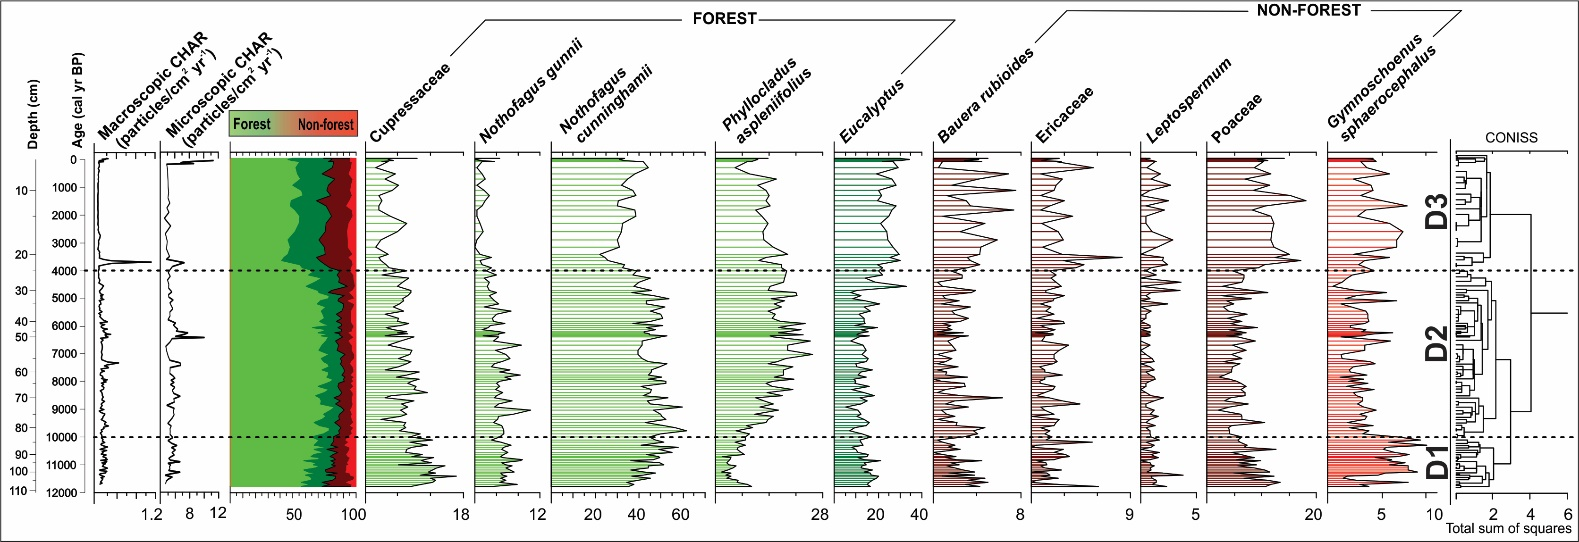 FOREST
NON-FOREST
Depth (cm)
Age (cal yr BP)
Macroscopic CHAR
(particles/cm² yr⁻¹)
Microscopic CHAR
(particles/cm² yr⁻¹)
Forest Non-forest
Cupressaceae
Nothofagus gunnii
Nothofagus
cunninghamii
Phyllocladus
aspleniifolius
Eucalyptus
Bauera rubioides
Ericaceae
Leptospermum
Poaceae
Gymnoschoenus
sphaerocephalus
CONISS
0
1000
2000
3000
4000
5000
6000
7000
8000
9000
10000
11000
12000
10
20
30
40
50
60
70
80
90
100
110
D3
D2
D1
1.2 8 12 50 100 18 12 20 40 60 28 20 40 8 9 5 20 5 10 2 4 6
Total sum of squares